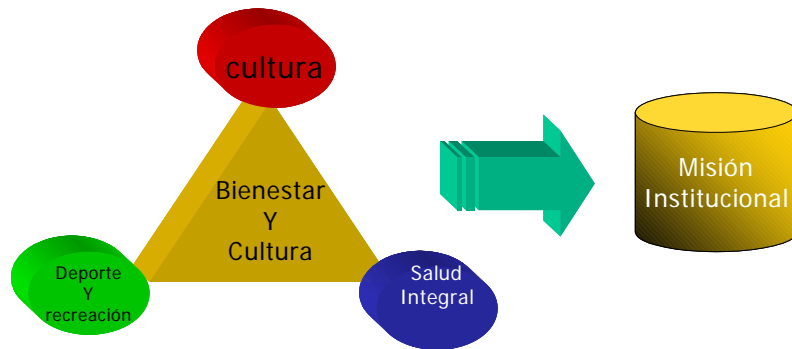 cultura
Bienestar
Y
Cultura
Deporte
Y
recreación
Salud
Integral
Misión
Institucional